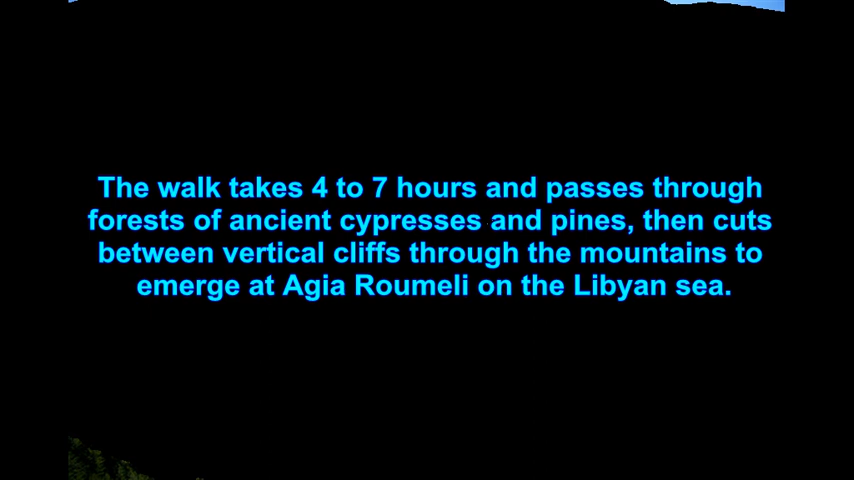 The walk takes 4 to 7 hours and passes through
forests of ancient cypresses and pines, then cuts
between vertical cliffs through the mountains to
emerge at Agia Roumeli on the Libyan sea.